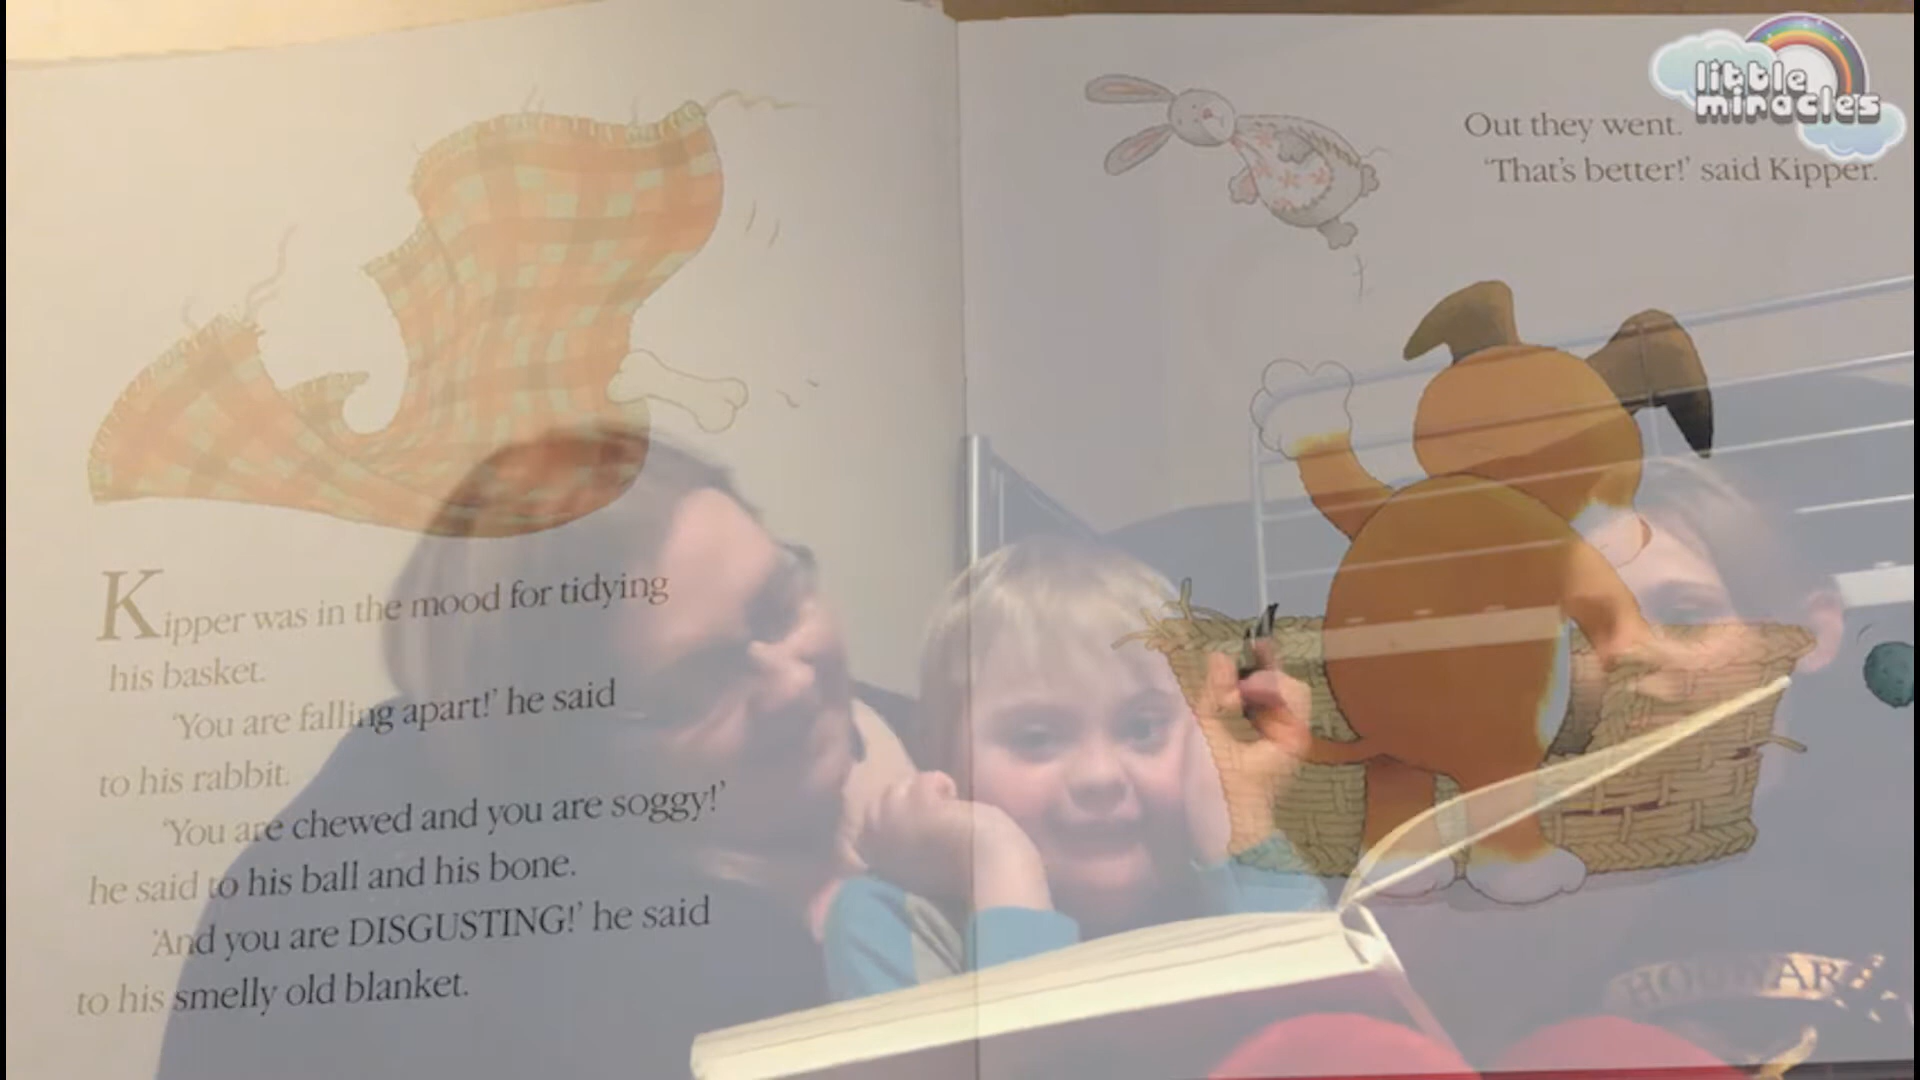 little
miracles
Kipper was in the mood for tidying
his basket.
'You are falling apart!' he said
to his rabbit.
'You are chewed and you are soggy!'
he said to his ball and his bone.
'And you are DISGUSTING!' he said
to his smelly old blanket.
Out they went.
'That's better!' said Kipper.